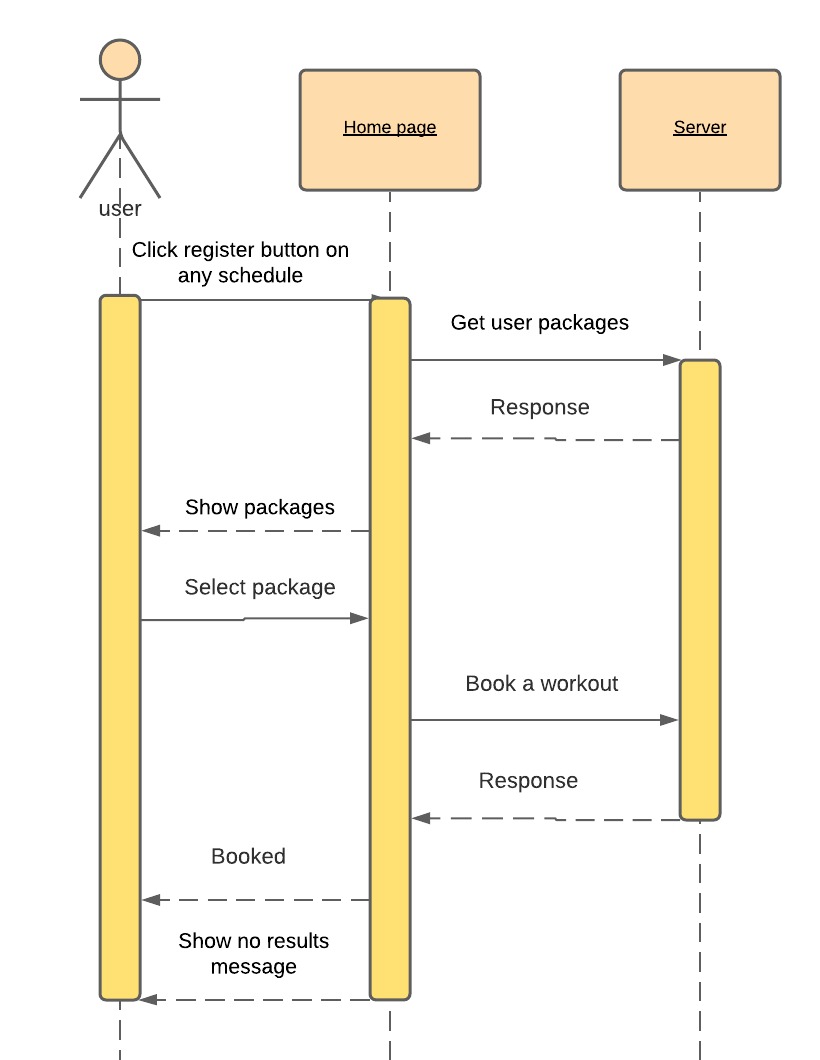 Home page
Server
user
Click register button on
any schedule
Get user packages
Response
Show packages
Select package
Book a workout
Response
Booked
Show no results
message